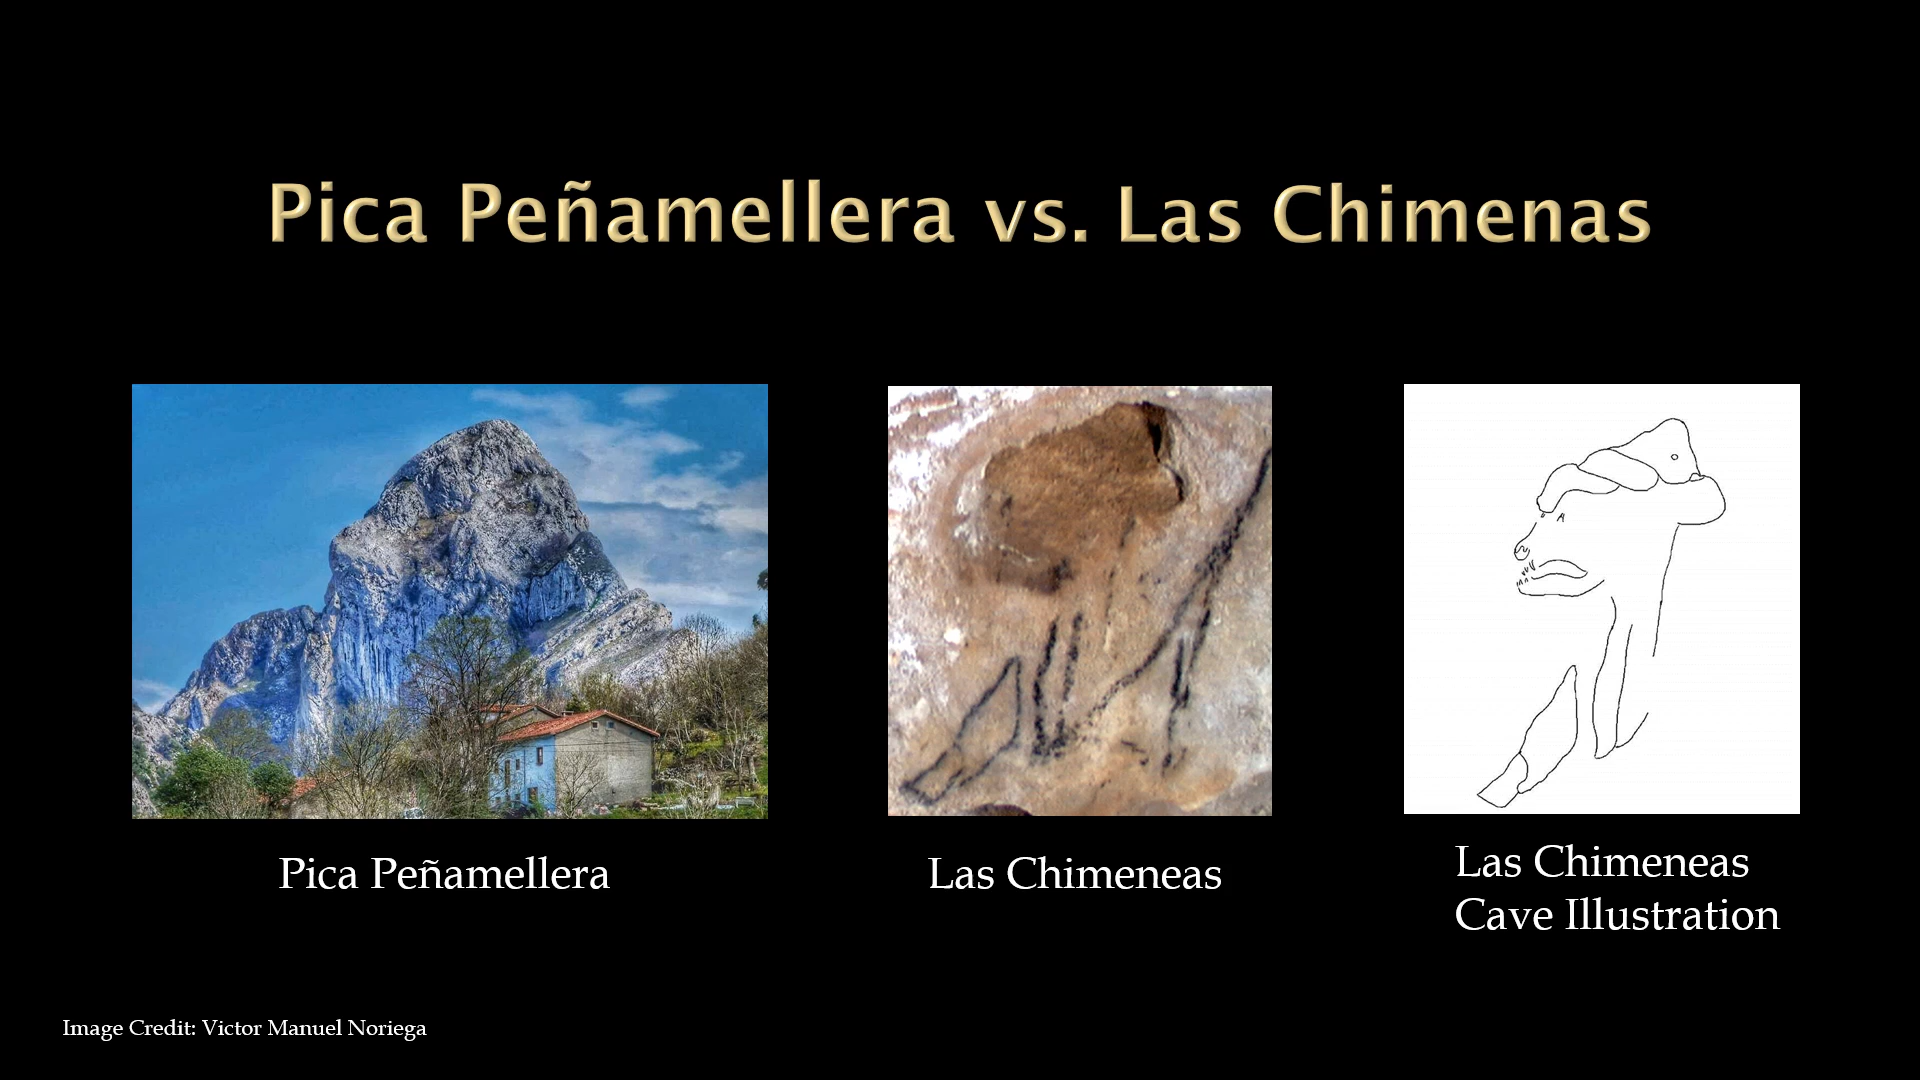 Pica Peñamellera vs. Las Chimenas
Pica Peñamellera
Las Chimeneas
Las Chimeneas
Cave Illustration
Image Credit: Victor Manuel Noriega